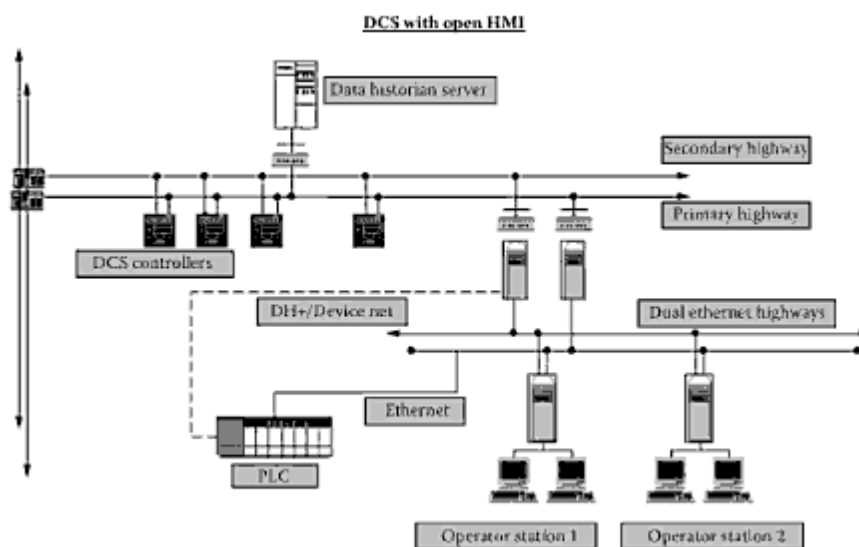 DCS with open HMI
Data historian server
Secondary highway
Primary highway
DCS controllers
DH+/Device net
Dual ethernet highways
Ethernet
PLC
Operator station 1
Operator station 2